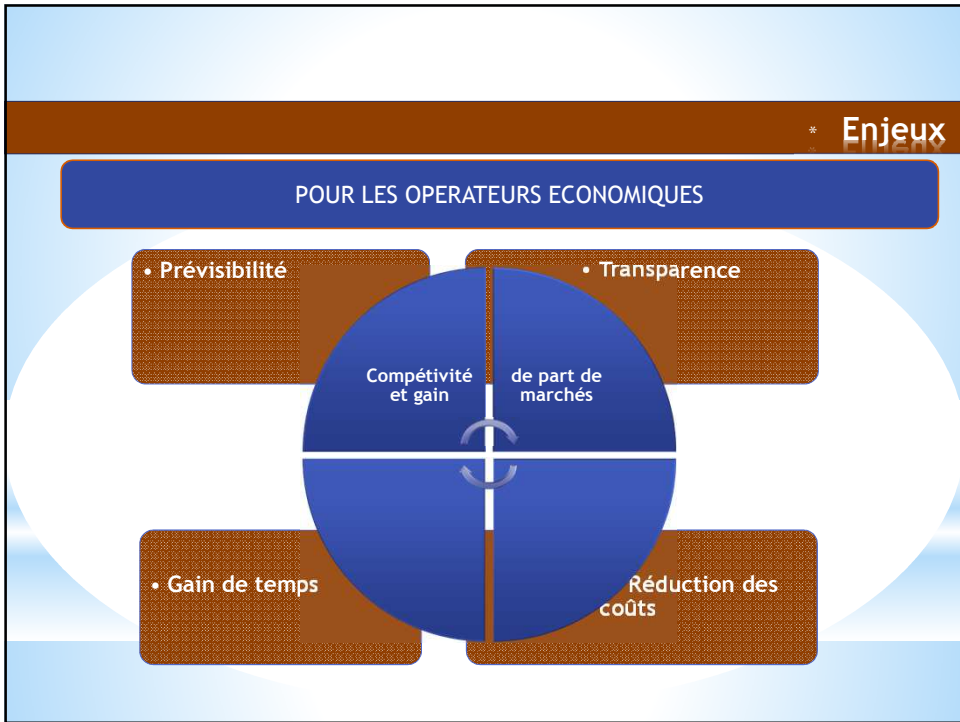 * Enjeux
POUR LES OPERATEURS ECONOMIQUES
• Prévisibilité
• Transparence
Compétivité
et gain
de part de
marchés
• Gain de temps
Réduction des
coûts